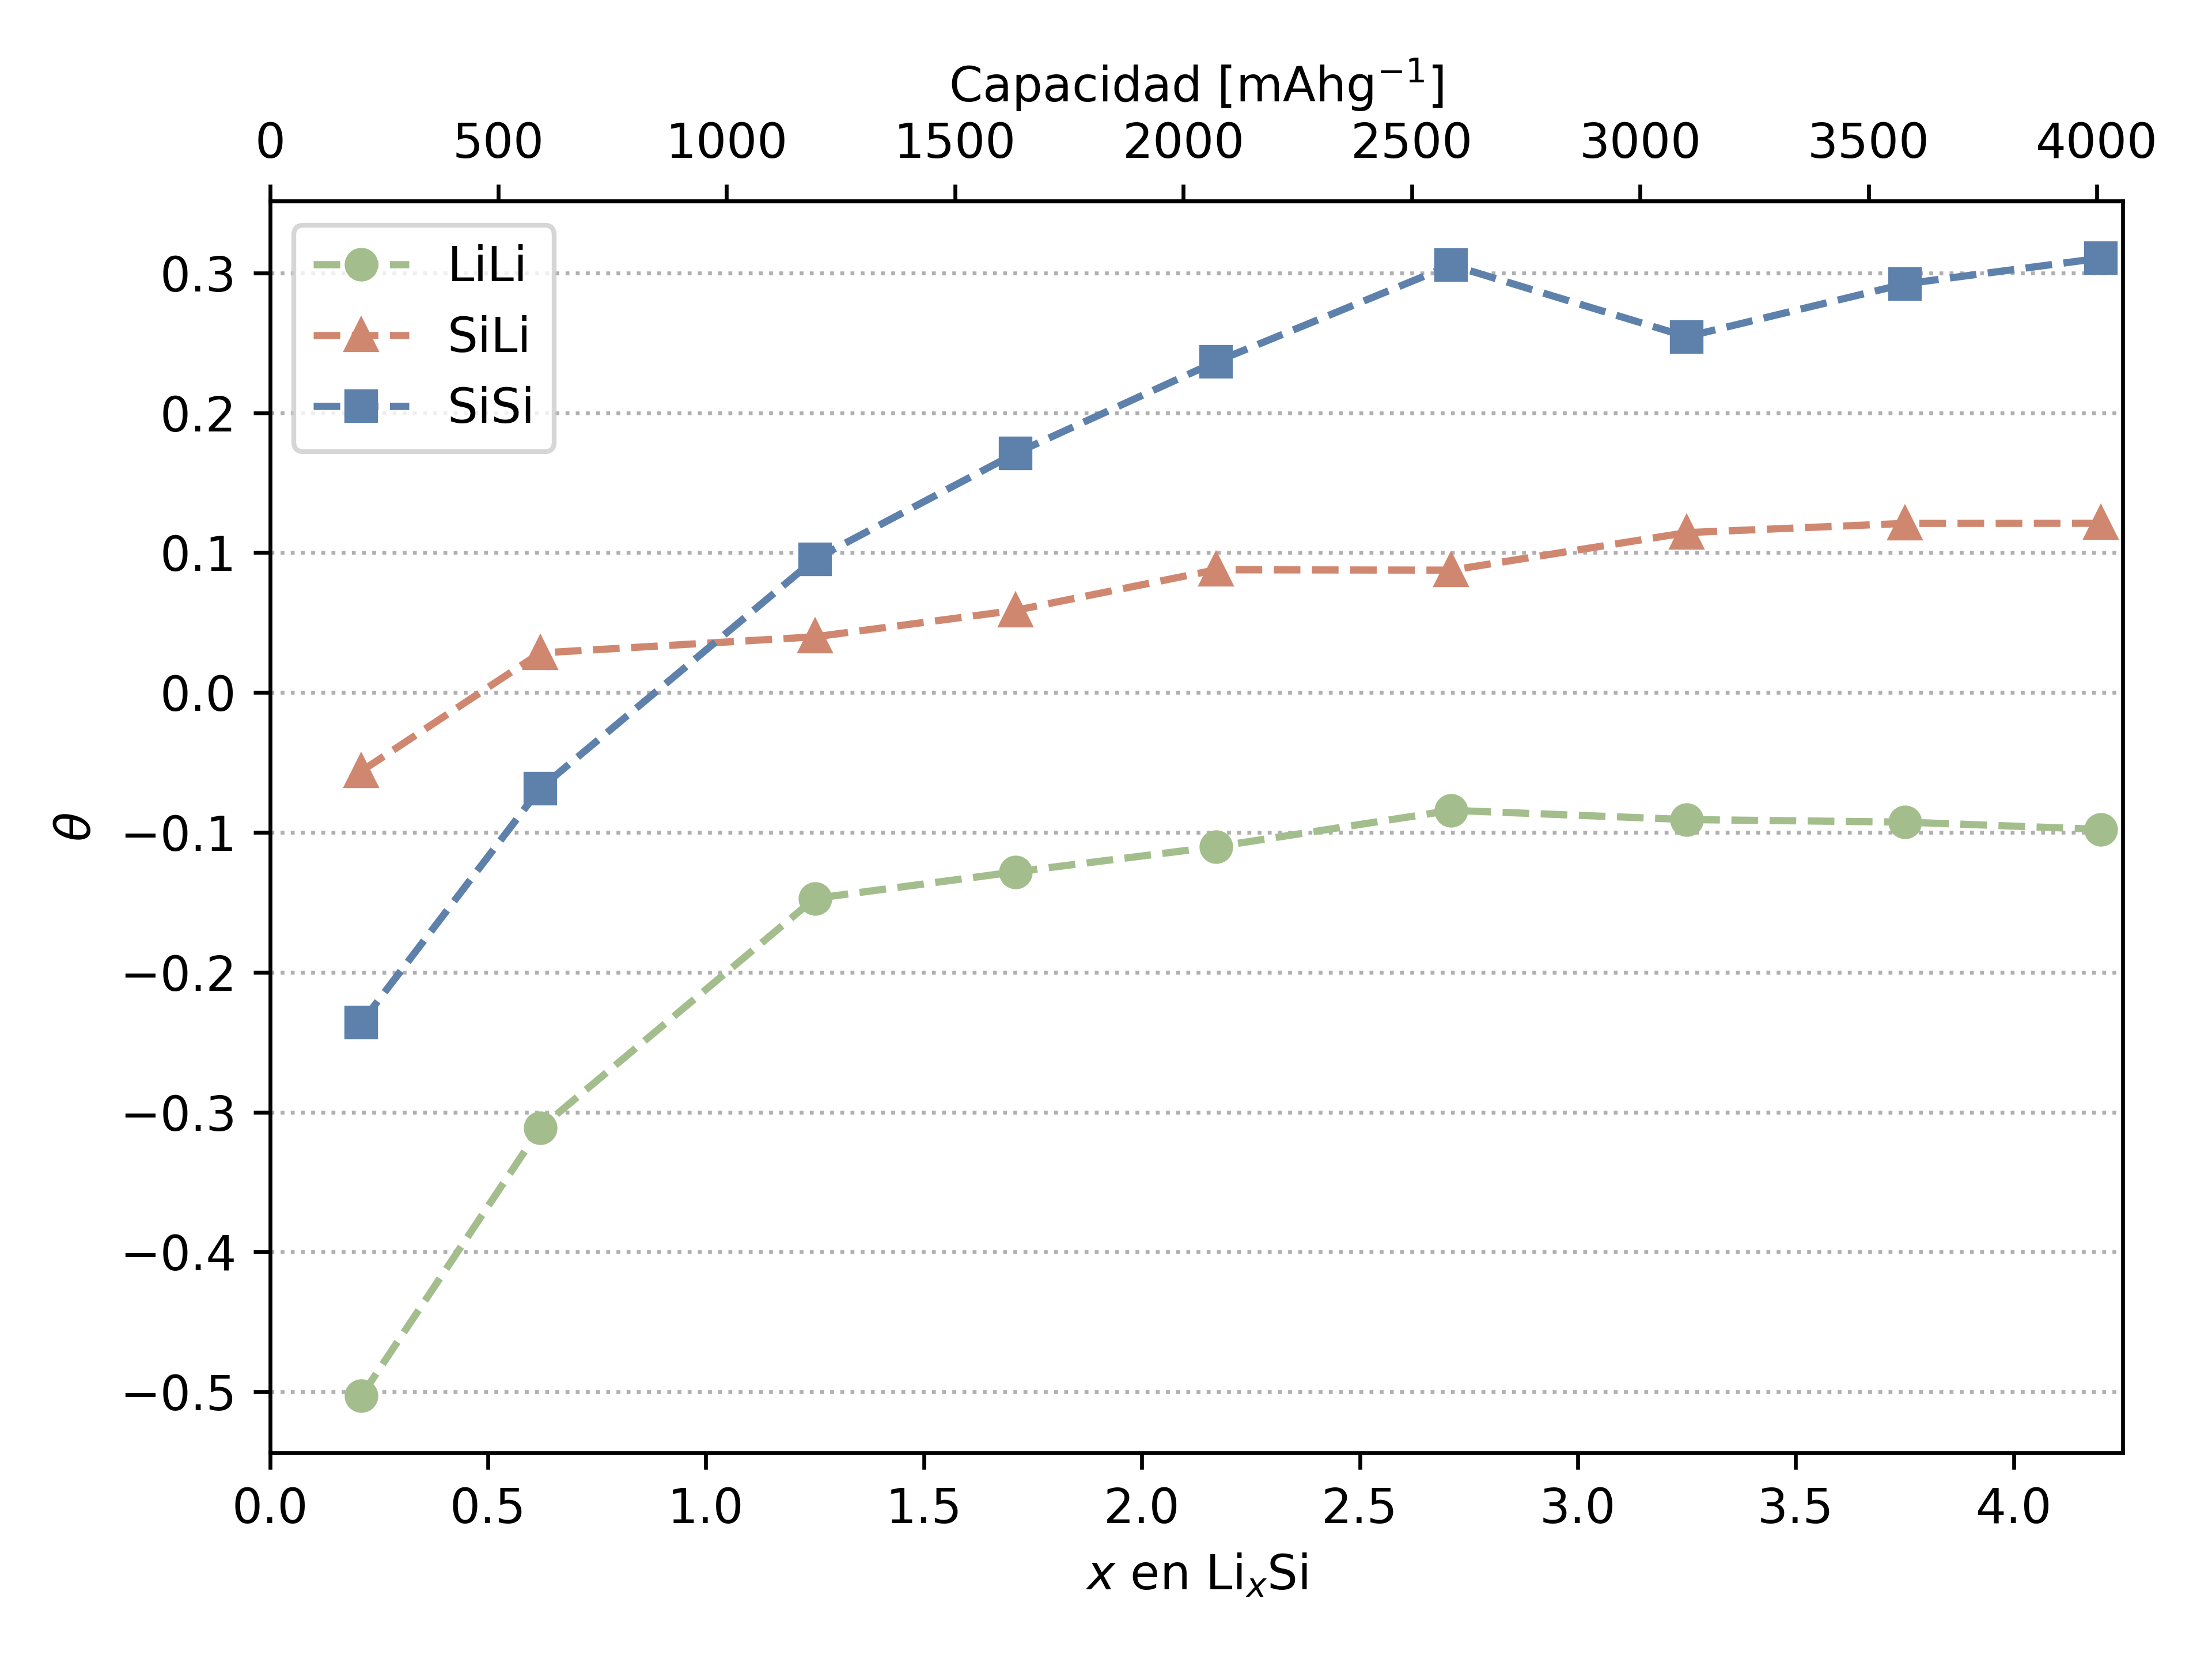 Capacidad [mAhg⁻¹]
0 500 1000 1500 2000 2500 3000 3500 4000
LiLi
SiLi
SiSi
0.3
0.2
0.1
0.0
−0.1
−0.2
−0.3
−0.4
−0.5
θ
0.0 0.5 1.0 1.5 2.0 2.5 3.0 3.5 4.0
x en LiₓSi